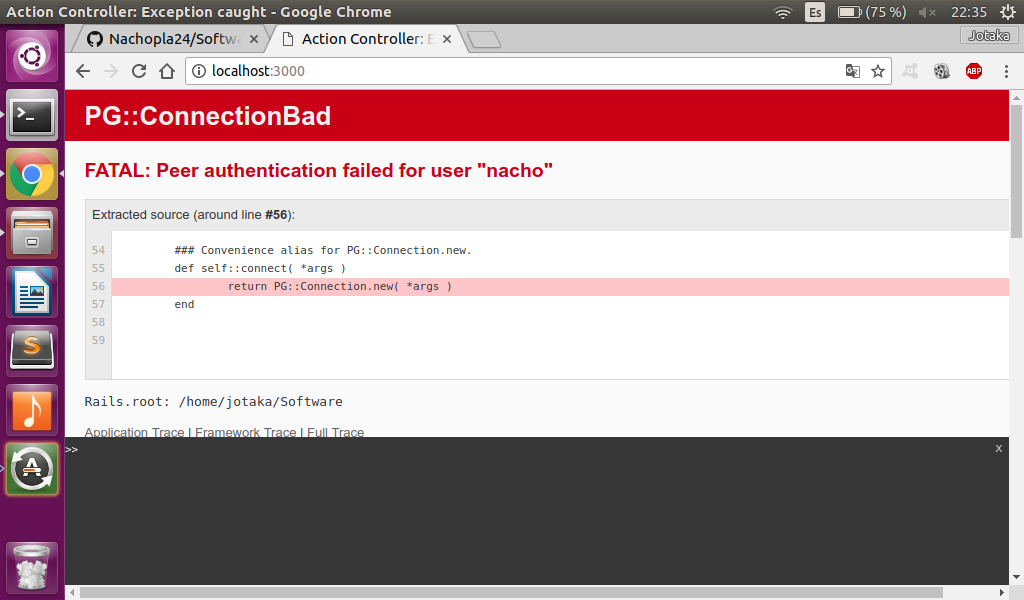 Action Controller: Exception caught - Google Chrome
Es
(75 %)
22:35
Nachopla24/Softw
Action Controller: E
Jotaka
localhost:3000
ABP
PG::ConnectionBad
FATAL: Peer authentication failed for user "nacho"
Extracted source (around line #56):
54 ### Convenience alias for PG::Connection.new.
55 def self::connect( *args )
56 return PG::Connection.new( *args )
57 end
58
59
Rails.root: /home/jotaka/Software
Application Trace | Framework Trace | Full Trace
>>
x